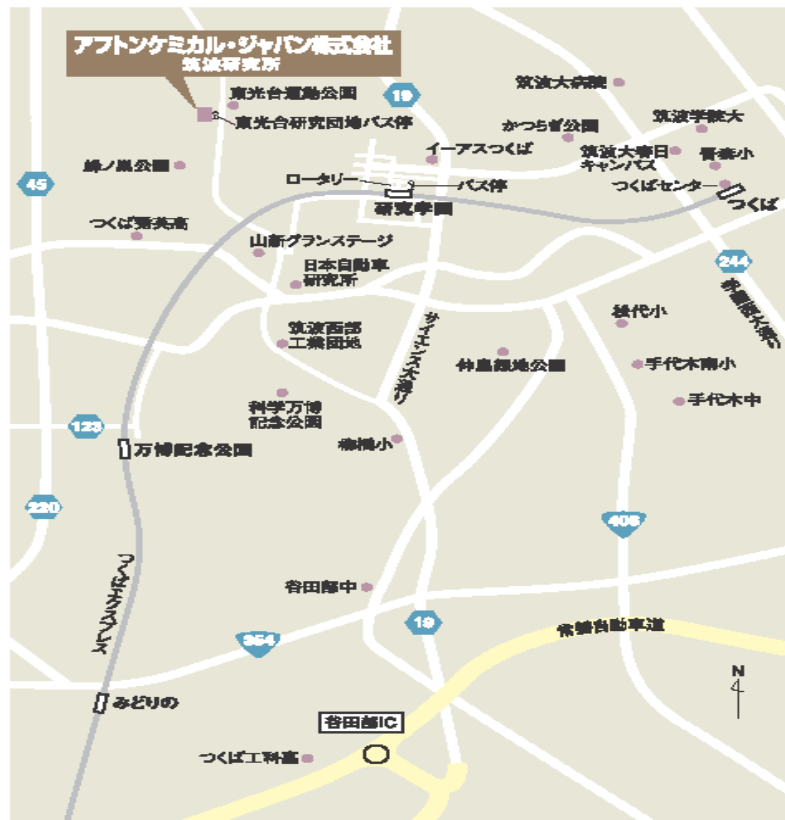 アフトンケミカル・ジャパン株式会社
筑波研究所
東光台運動公園
19
筑波大病院
東光台研究団地バス停
かつらぎ公園
筑波学院大
イーアスつくば
筑波大春日
キャンパス
吾妻小
蜂ノ巣公園
45
ロータリー
バス停
つくばセンター
研究学園
つくば
つくば秀英高
山新グランステージ
日本自動車
研究所
244
サイエンス大通り
筑波西部
工業団地
桜代小
手代木南小
手代木中
科学万博
記念公園
123
柳橋小
万博記念公園
220
408
つくばエクスプレス
谷田部中
19
354
常磐自動車道
みどりの
N
谷田部IC
つくば工科高